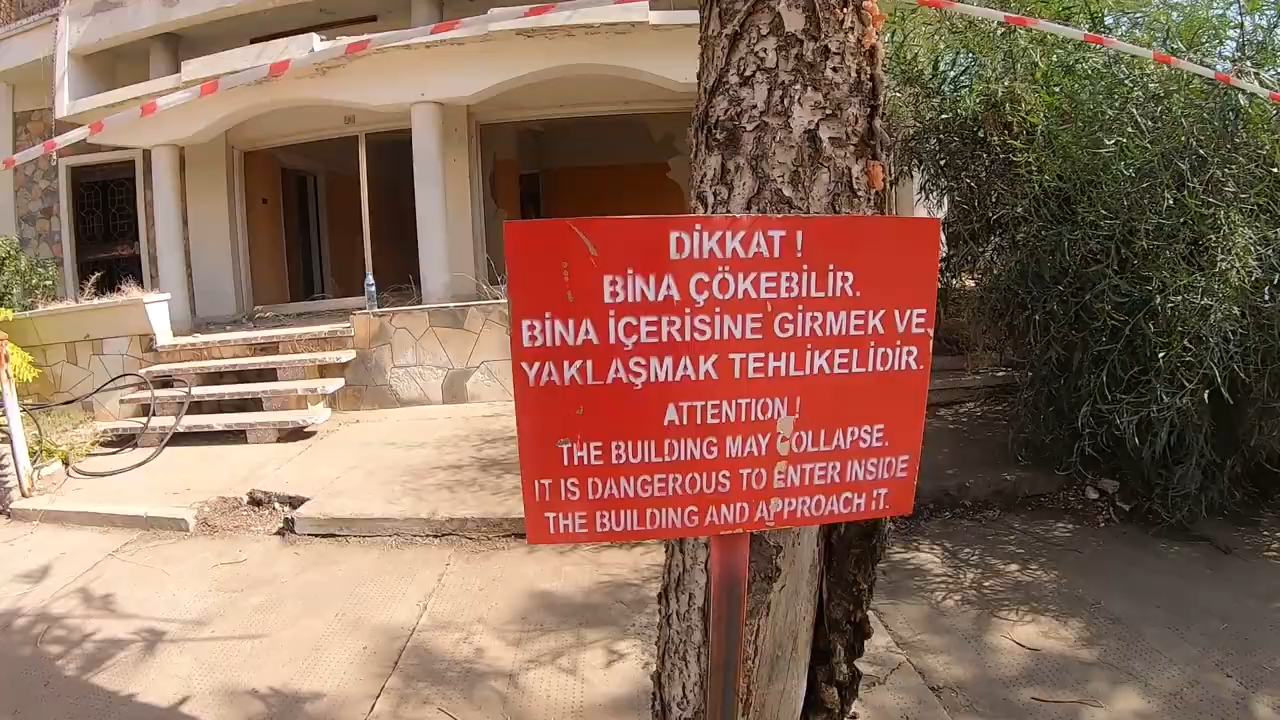 DİKKAT !
BİNA ÇÖKEBİLİR.
BİNA İÇERİSİNE GİRMEK VE
YAKLAŞMAK TEHLİKELİDİR.
ATTENTION !
THE BUILDING MAY COLLAPSE.
IT IS DANGEROUS TO ENTER INSIDE
THE BUILDING AND APPROACH IT.